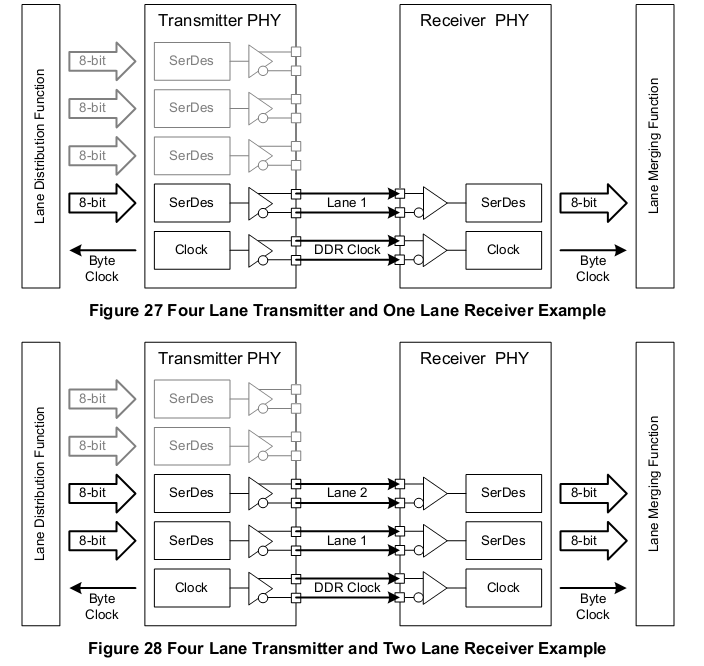 Transmitter PHY
Receiver PHY
Lane Distribution Function
8-bit
SerDes
8-bit
SerDes
8-bit
SerDes
8-bit
SerDes
Lane 1
SerDes
8-bit
Byte
Clock
Clock
DDR Clock
Clock
Byte
Clock
Lane Merging Function
Figure 27 Four Lane Transmitter and One Lane Receiver Example
Transmitter PHY
Receiver PHY
Lane Distribution Function
8-bit
SerDes
8-bit
SerDes
8-bit
SerDes
Lane 2
SerDes
8-bit
8-bit
SerDes
Lane 1
SerDes
8-bit
Byte
Clock
Clock
DDR Clock
Clock
Byte
Clock
Lane Merging Function
Figure 28 Four Lane Transmitter and Two Lane Receiver Example